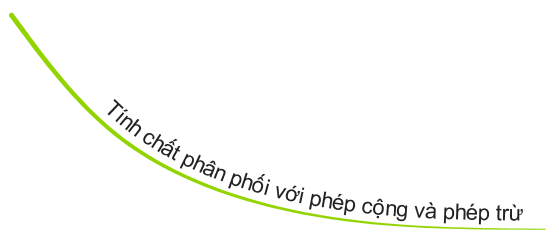 Tính chất phân phối với phép cộng và phép trừ